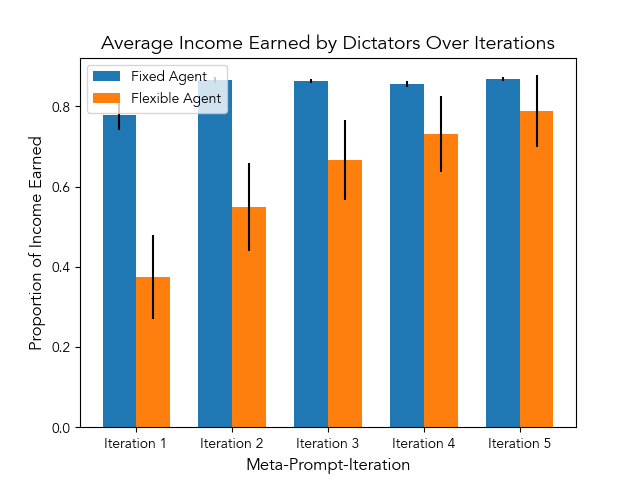 Average Income Earned by Dictators Over Iterations
Fixed Agent
Flexible Agent
Proportion of Income Earned
0.8
0.6
0.4
0.2
0.0
Iteration 1 Iteration 2 Iteration 3 Iteration 4 Iteration 5
Meta-Prompt-Iteration